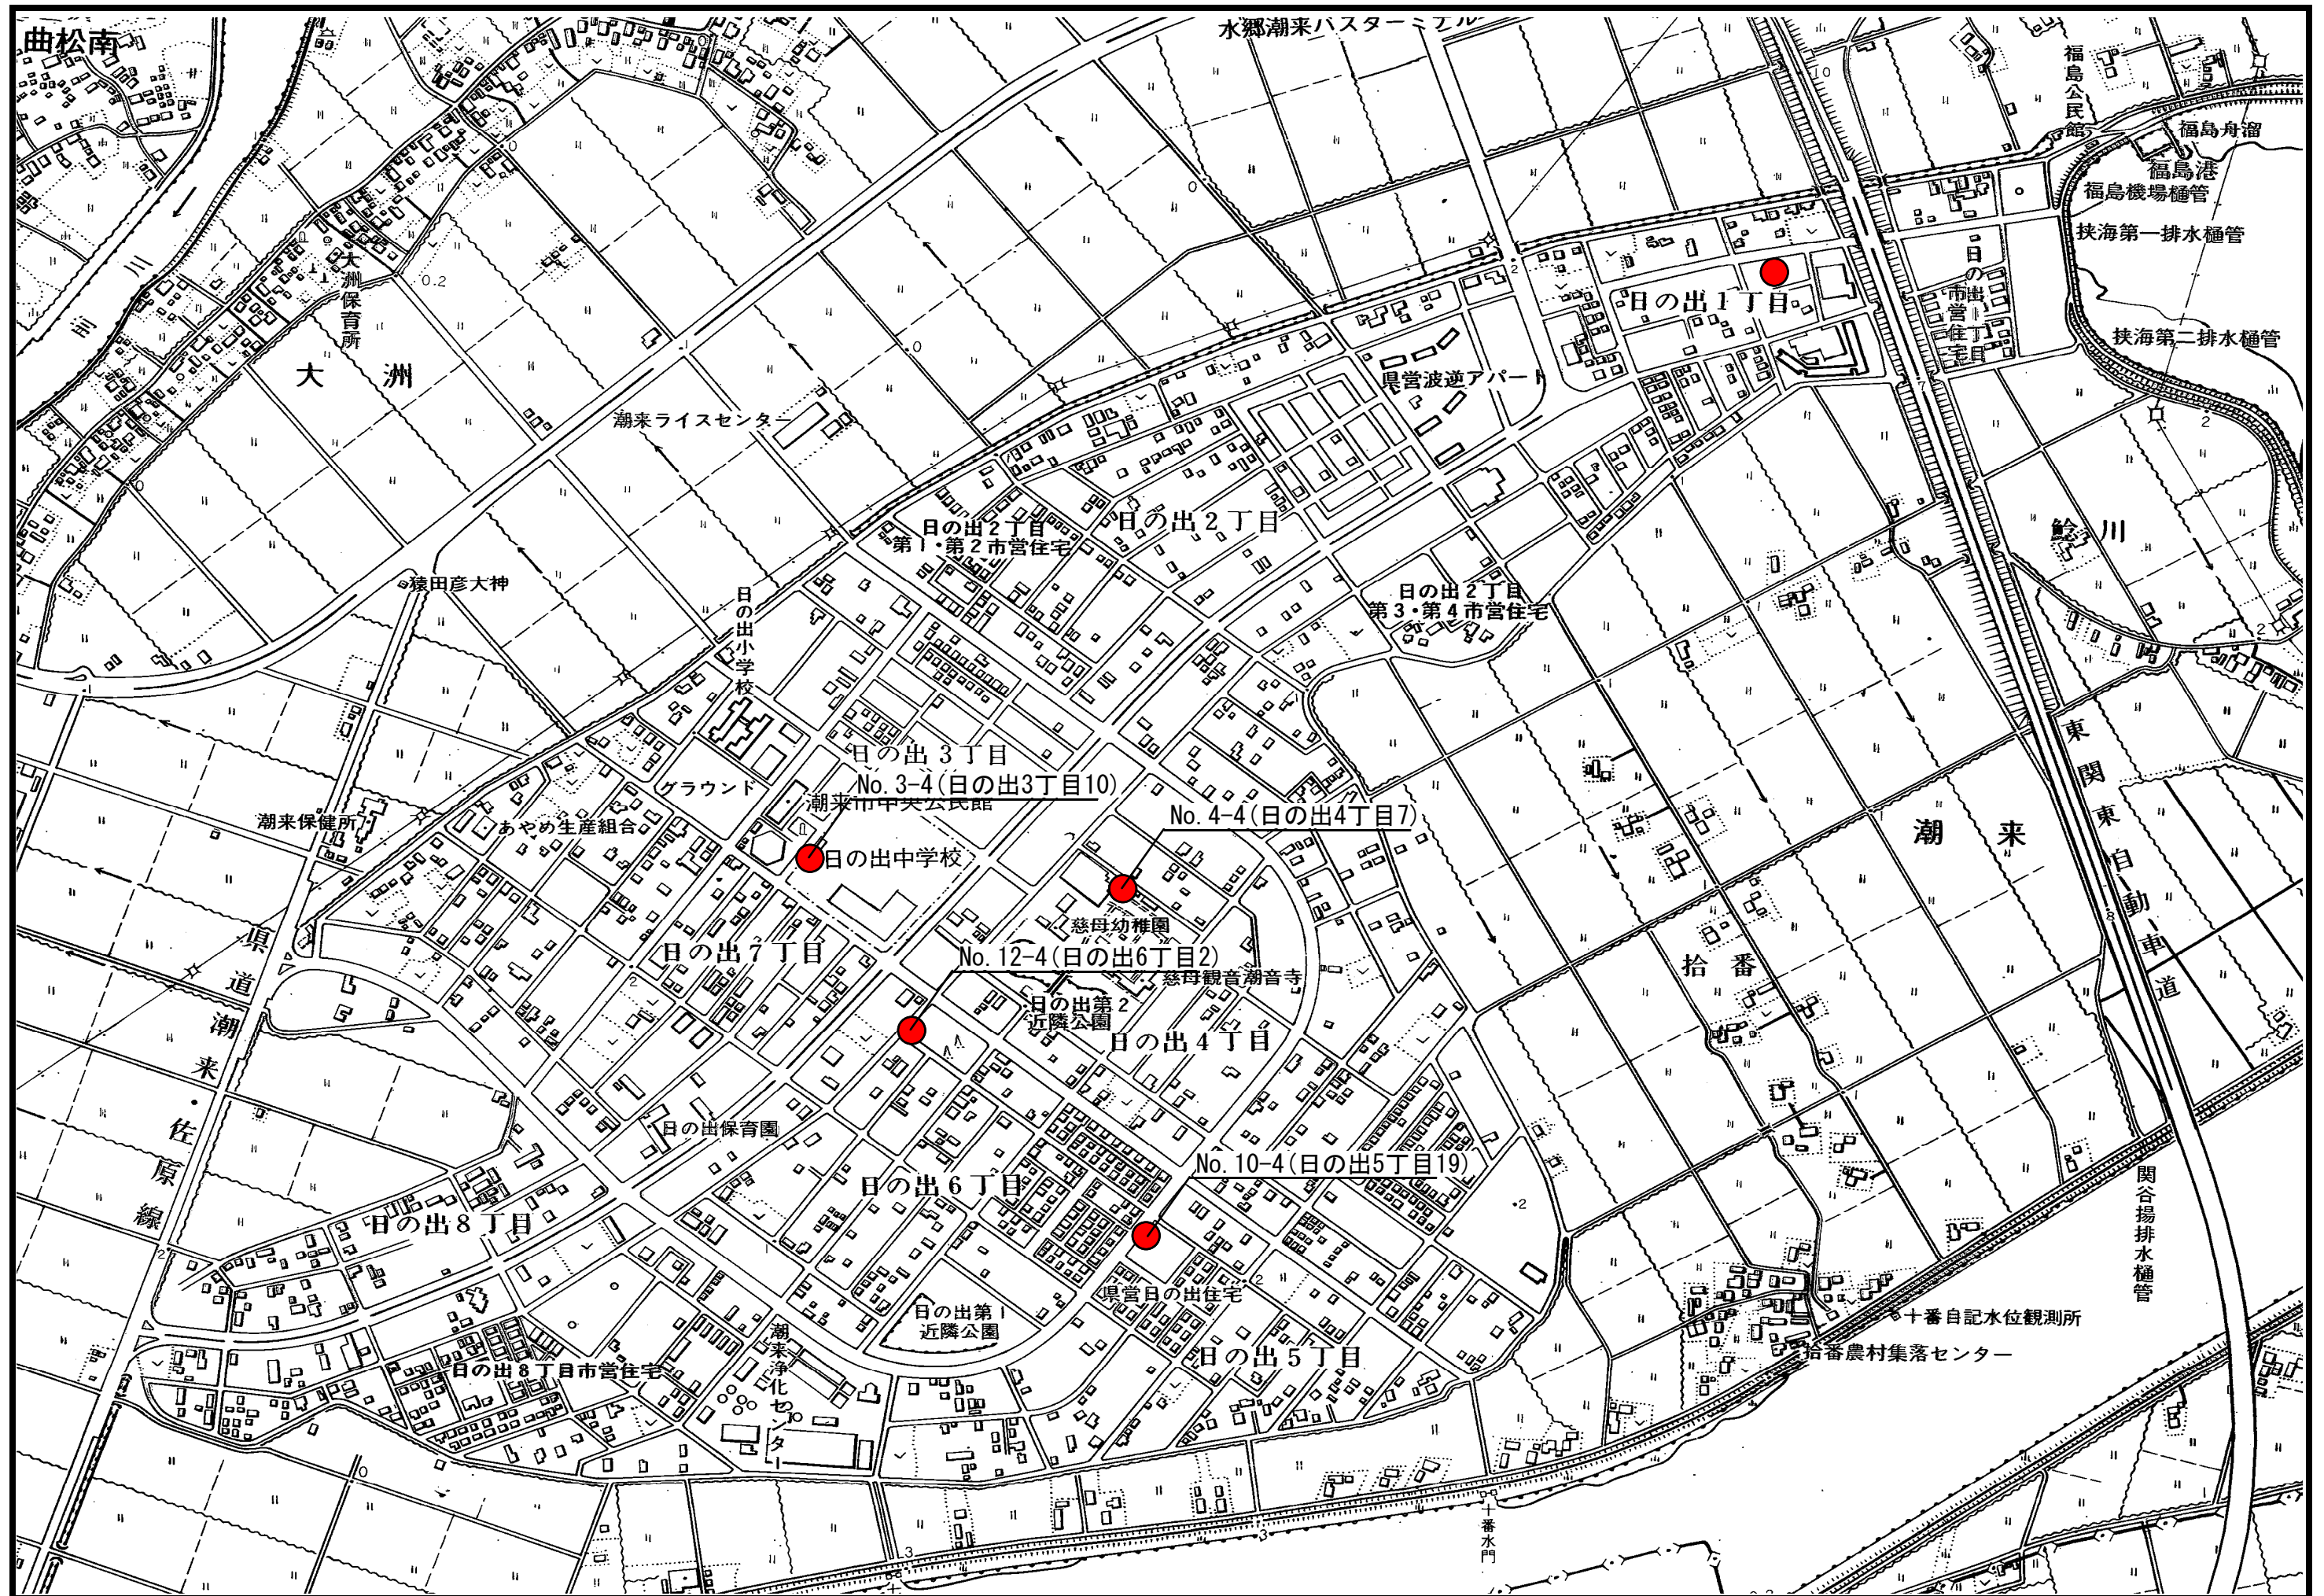 曲松南
水郷潮来バスターミナル
福島公民館
福島舟溜
福島港
福島機場樋管
挟海第一排水樋管
挟海第二排水樋管
日の出1丁目
市営住宅
日の出1丁目
県営波逆アパート
前川
大洲保育所
大洲
潮来ライスセンター
猿田彦大神
日の出2丁目
第1・第2市営住宅
日の出2丁目
日の出2丁目
第3・第4市営住宅
鯰川
日の出小学校
日の出3丁目
No.3-4(日の出3丁目10)
潮来市中央公民館
グラウンド
No.4-4(日の出4丁目7)
潮来保健所
あやめ生産組合
日の出中学校
潮来
東関東自動車道
慈母幼稚園
日の出7丁目
No.12-4(日の出6丁目2)
慈母観音潮音寺
日の出第2
近隣公園
日の出4丁目
拾番
県道潮来・佐原線
日の出保育園
No.10-4(日の出5丁目19)
日の出6丁目
日の出8丁目
関谷揚排水樋管
県営日の出住宅
日の出第1
近隣公園
十番自記水位観測所
拾番農村集落センター
日の出5丁目
日の出8丁目市営住宅
潮来浄化センター
十番水門